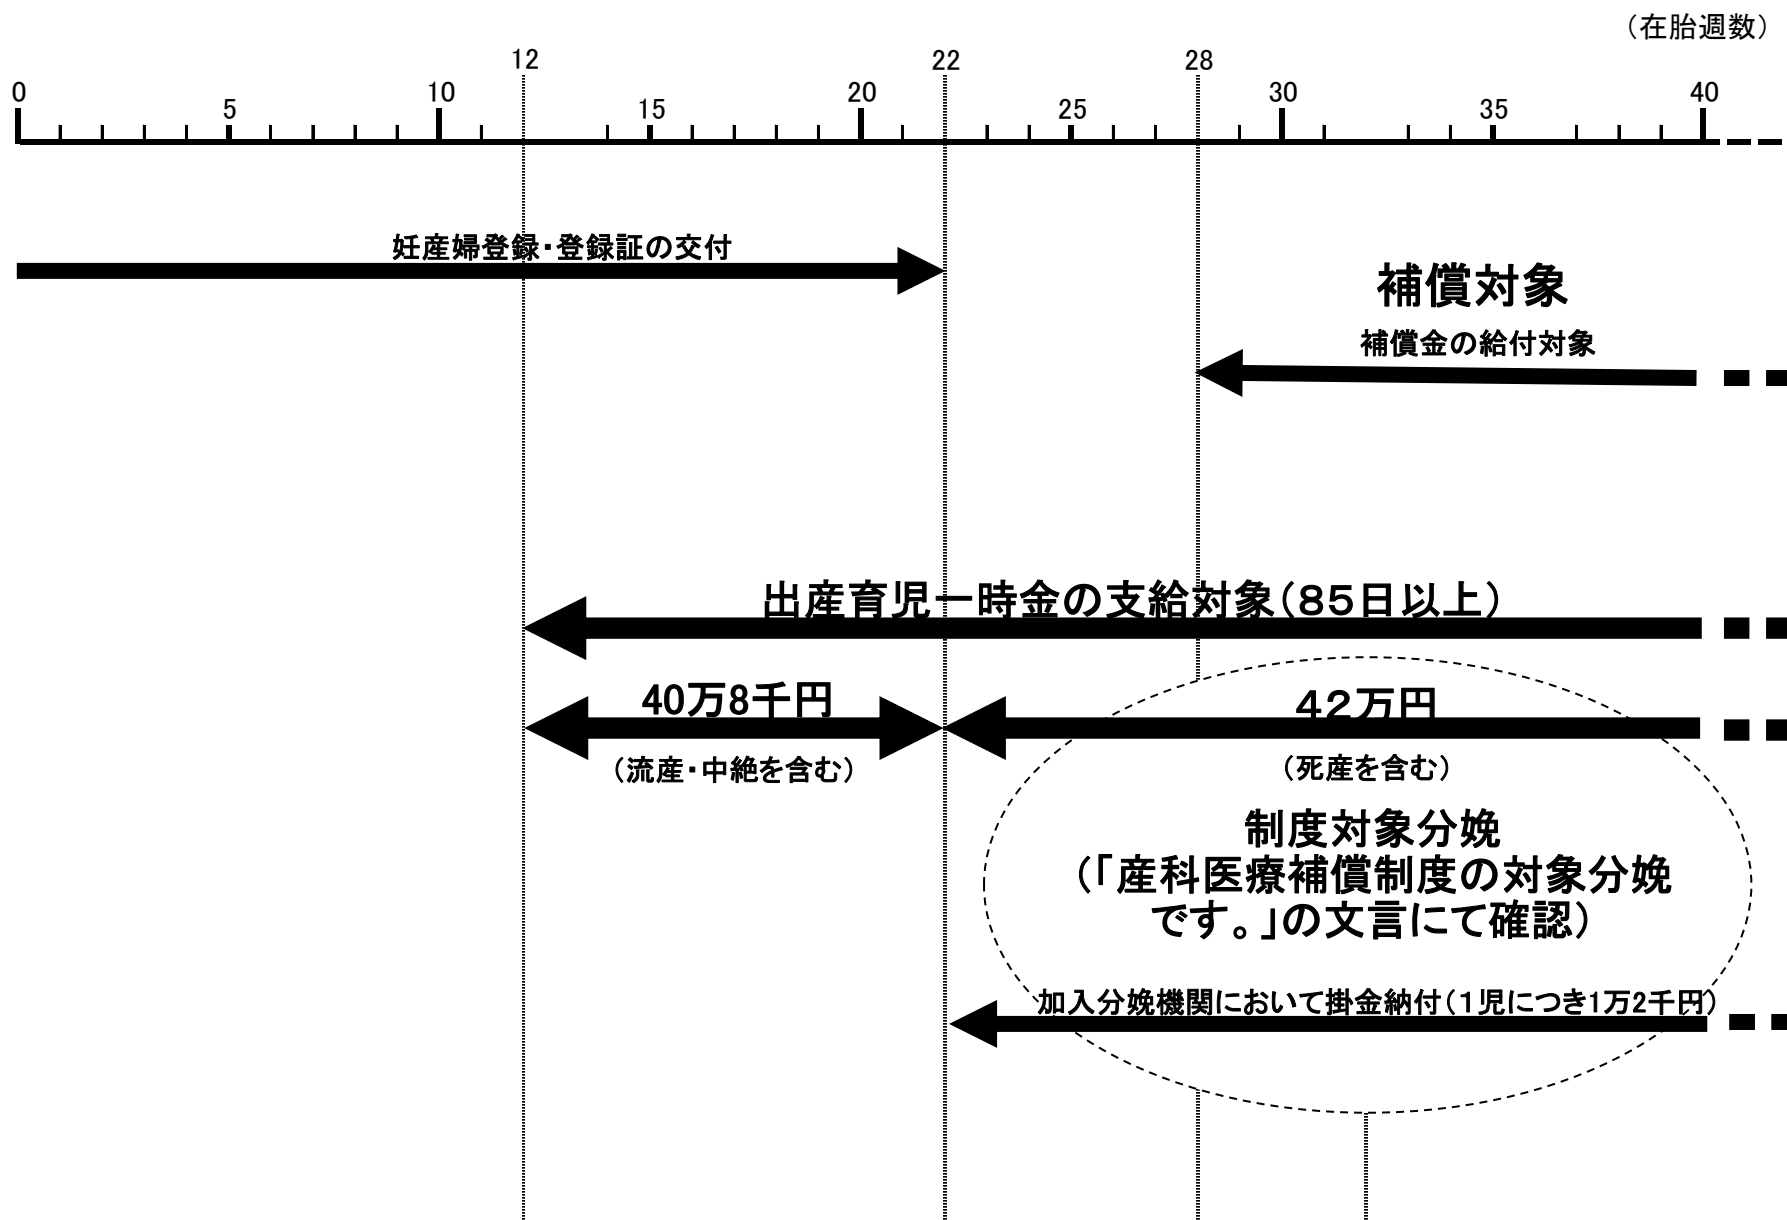 （在胎週数）
12
22
28
0
5
10
15
20
25
30
35
40
妊産婦登録・登録証の交付
補償対象
補償金の給付対象
出産育児一時金の支給対象（８５日以上）
40万8千円
４２万円
（流産・中絶を含む）
（死産を含む）
制度対象分娩
（「産科医療補償制度の対象分娩
です。」の文言にて確認）
加入分娩機関において掛金納付（１児につき1万2千円）